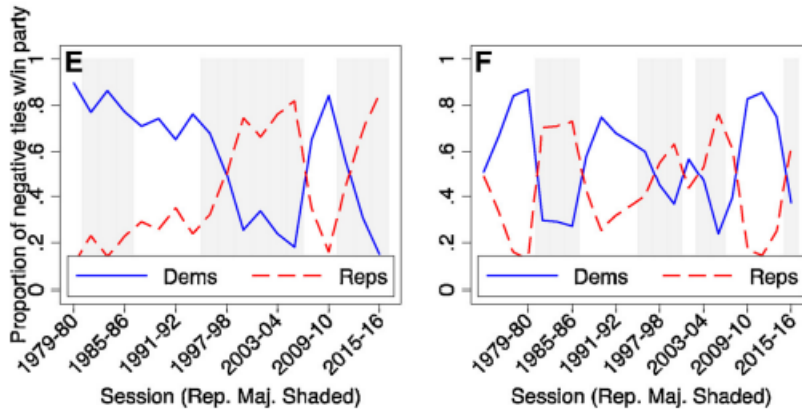 Proportion of negative ties w/in party
E
1
.8
.6
.4
.2
0
Dems
Reps
1979-80
1985-86
1991-92
1997-98
2003-04
2009-10
2015-16
Session (Rep. Maj. Shaded)
F
1
.8
.6
.4
.2
0
Dems
Reps
1979-80
1985-86
1991-92
1997-98
2003-04
2009-10
2015-16
Session (Rep. Maj. Shaded)